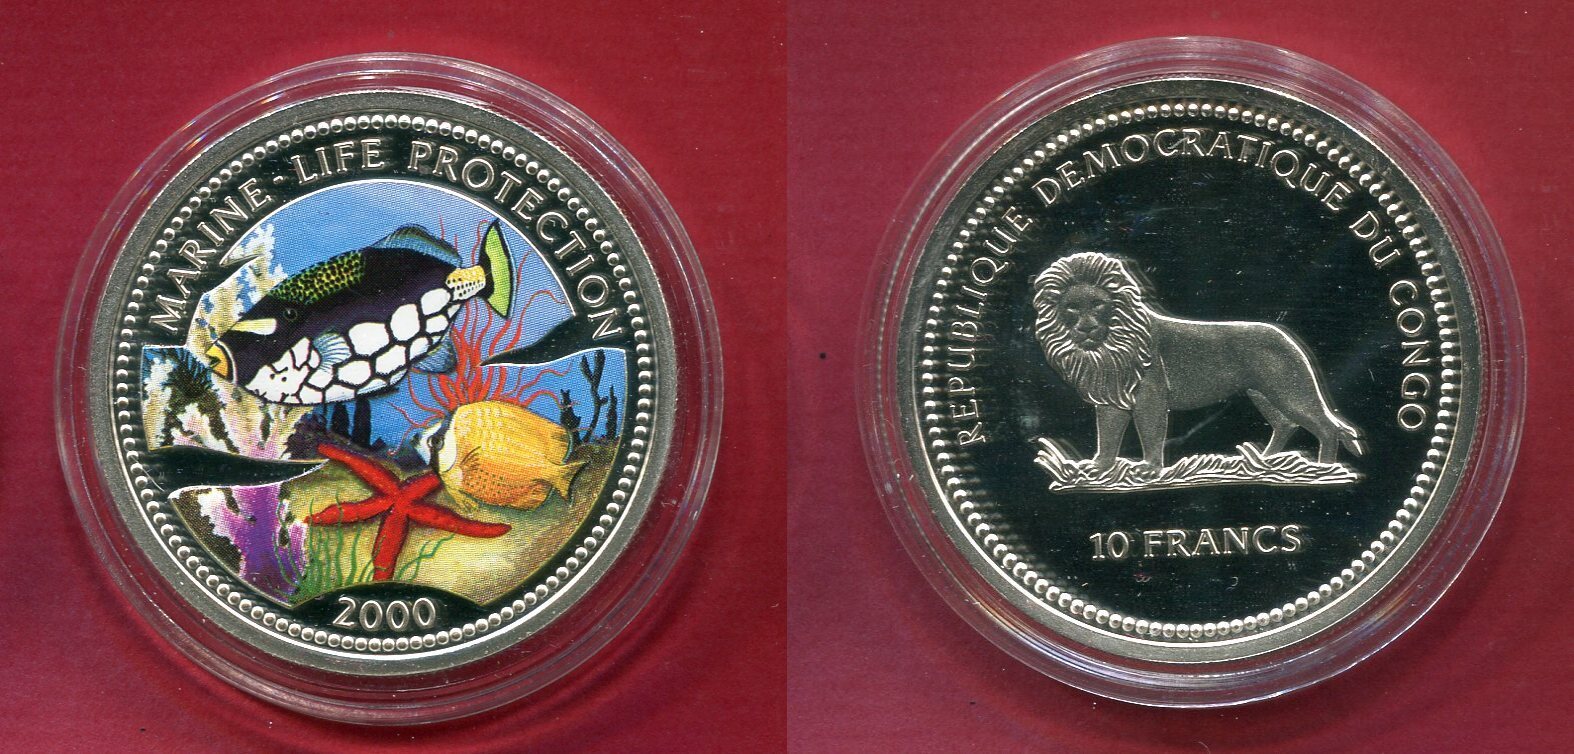 MARINE - LIFE PROTECTION
2000
REPUBLIQUE DEMOCRATIQUE DU CONGO
10 FRANCS